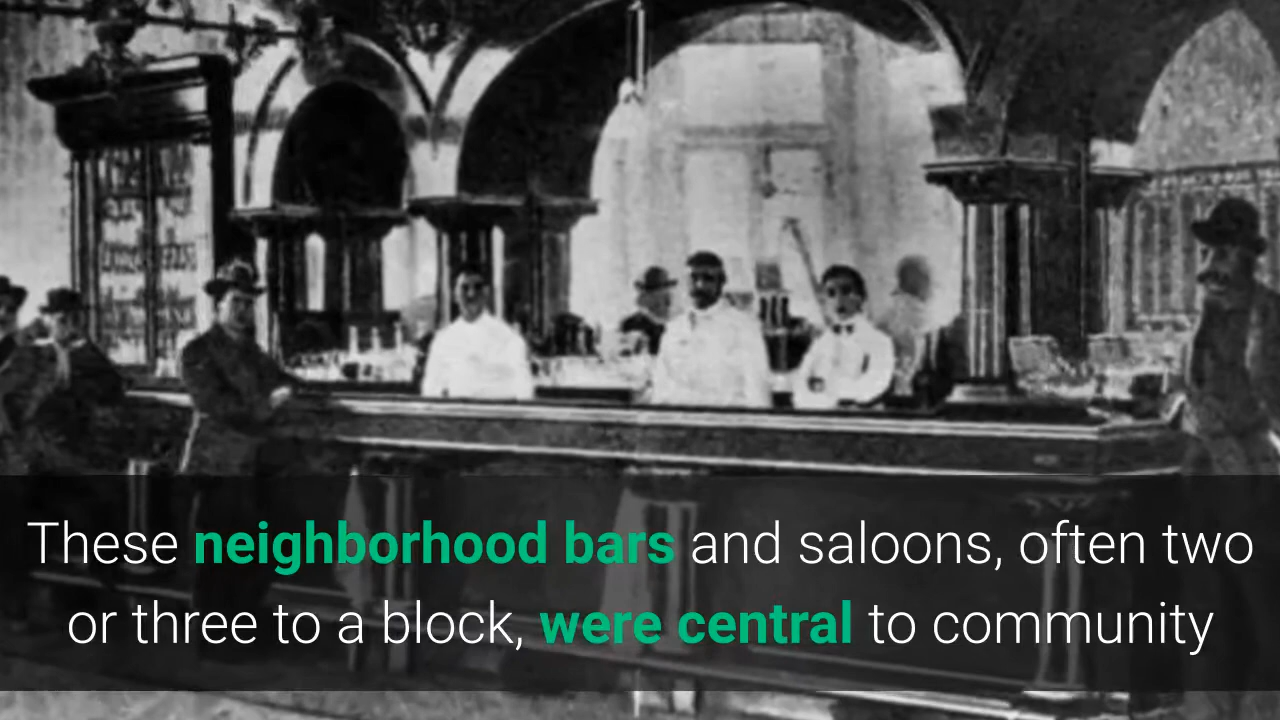 These neighborhood bars and saloons, often two
or three to a block, were central to community